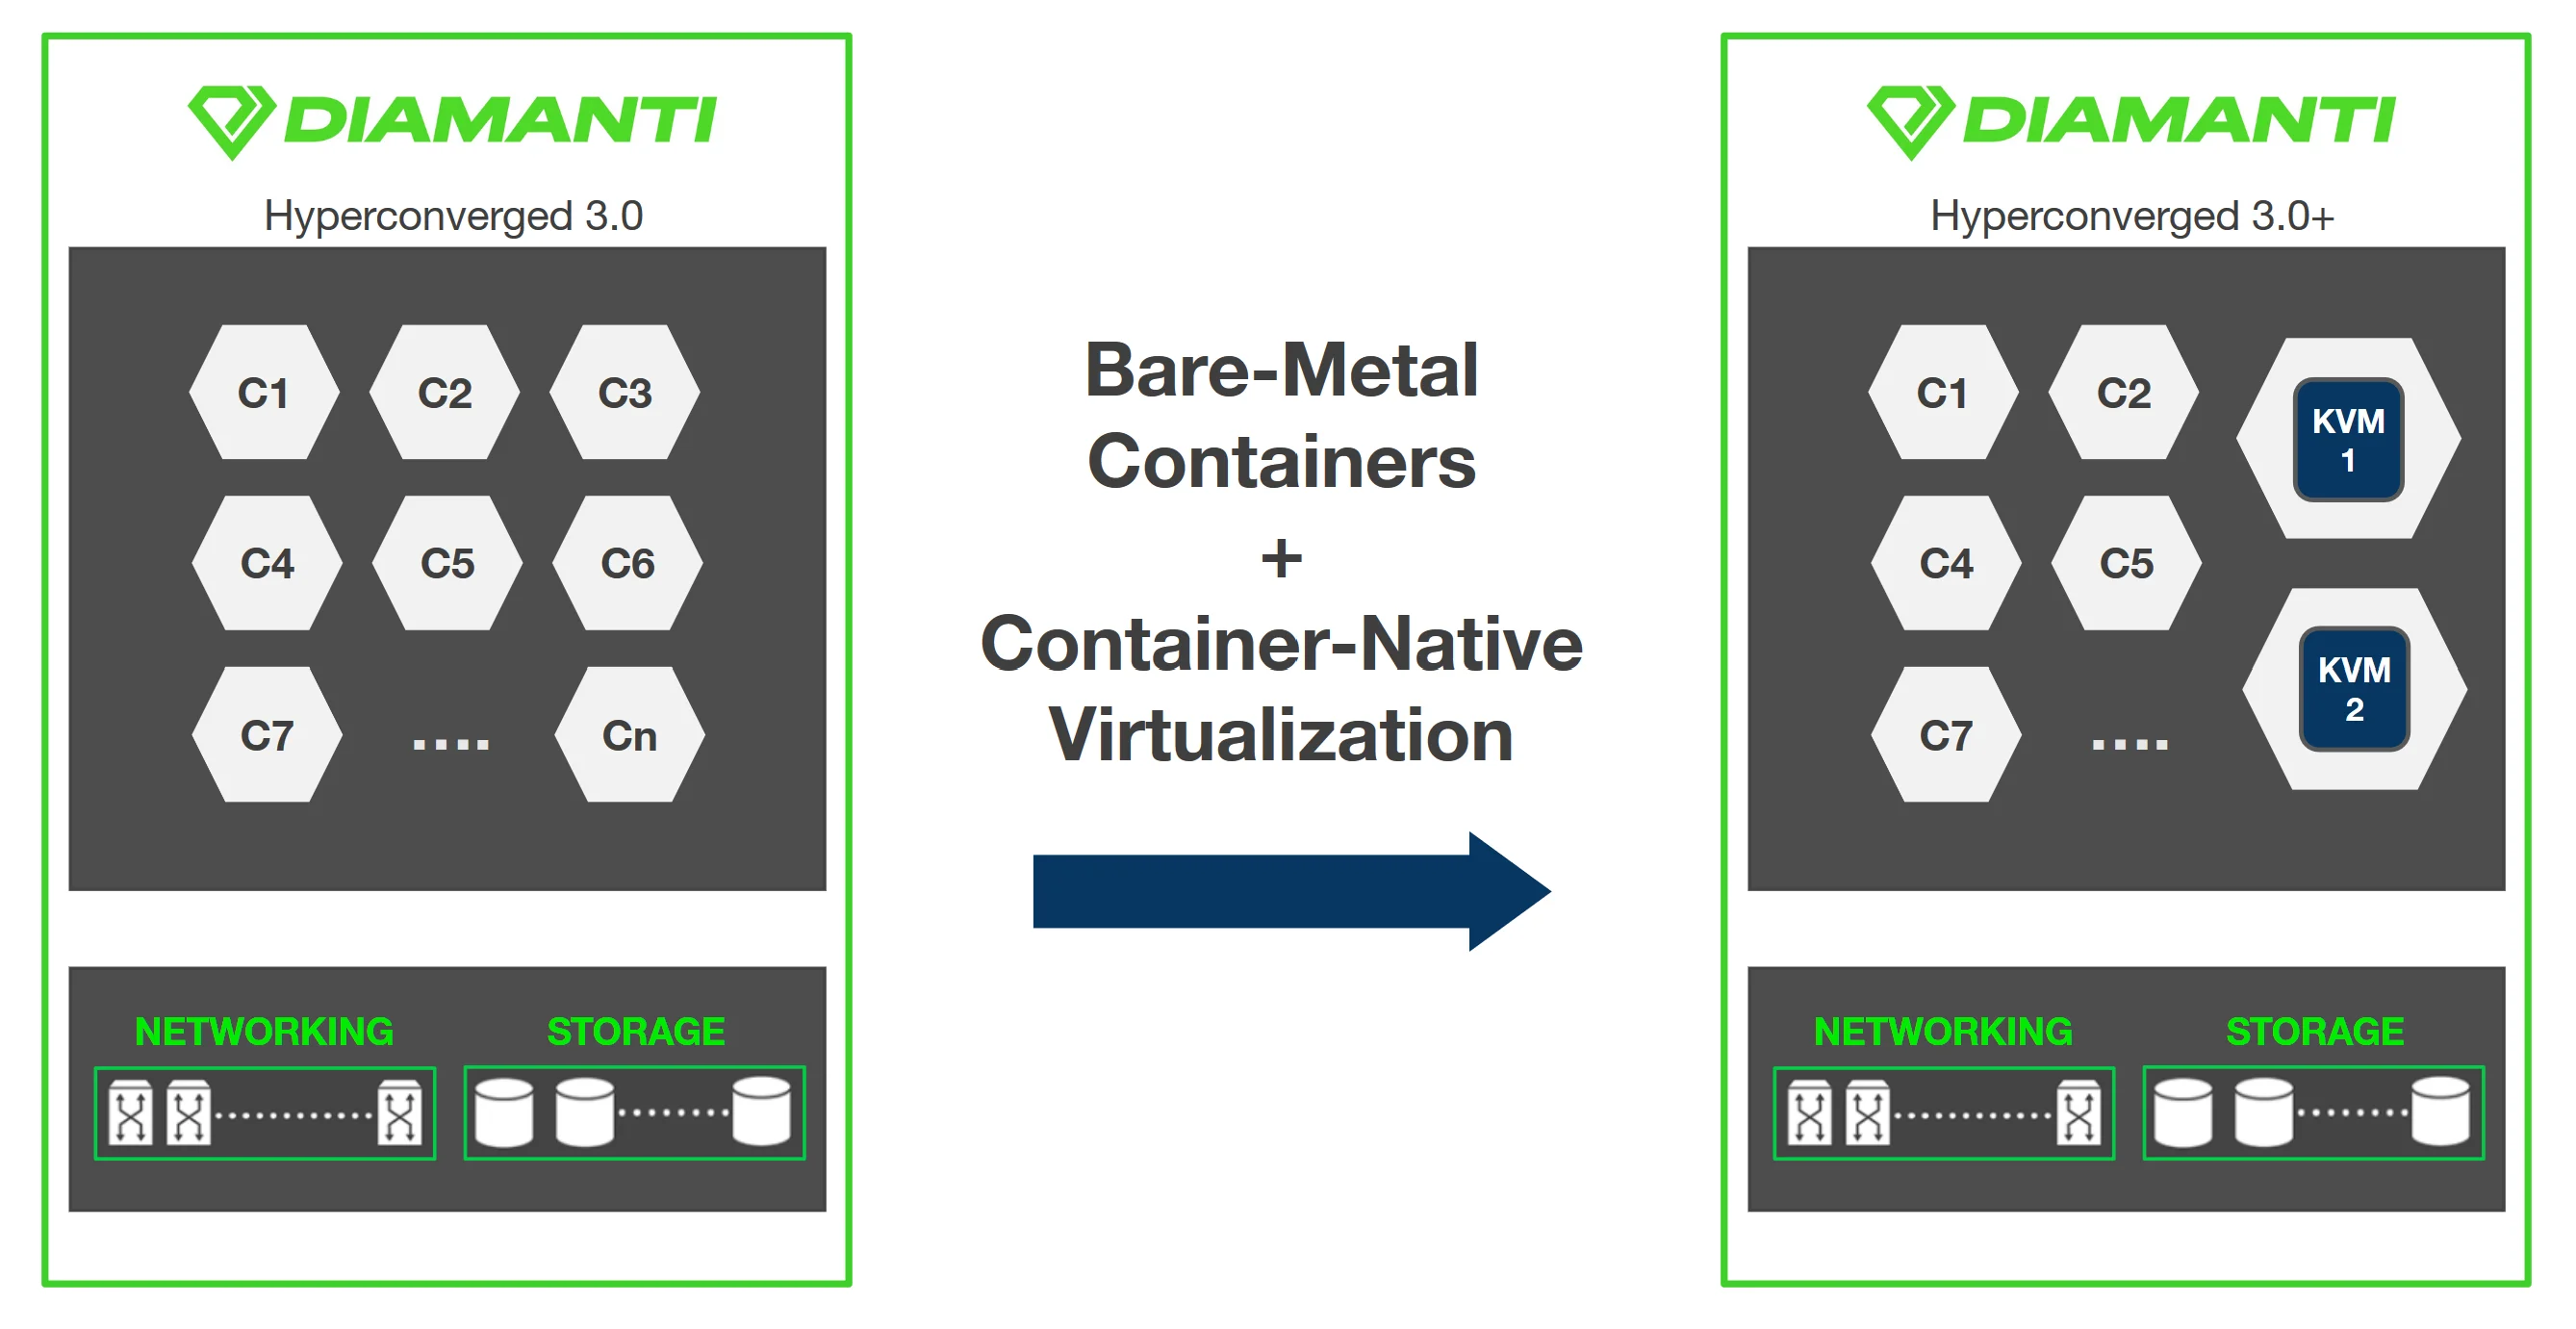 DIAMANTI
Hyperconverged 3.0
C1 C2 C3
C4 C5 C6
C7 .... Cn
NETWORKING STORAGE
Bare-Metal
Containers
+
Container-Native
Virtualization
DIAMANTI
Hyperconverged 3.0+
C1 C2
KVM
1
C4 C5
KVM
2
C7 ....
NETWORKING STORAGE